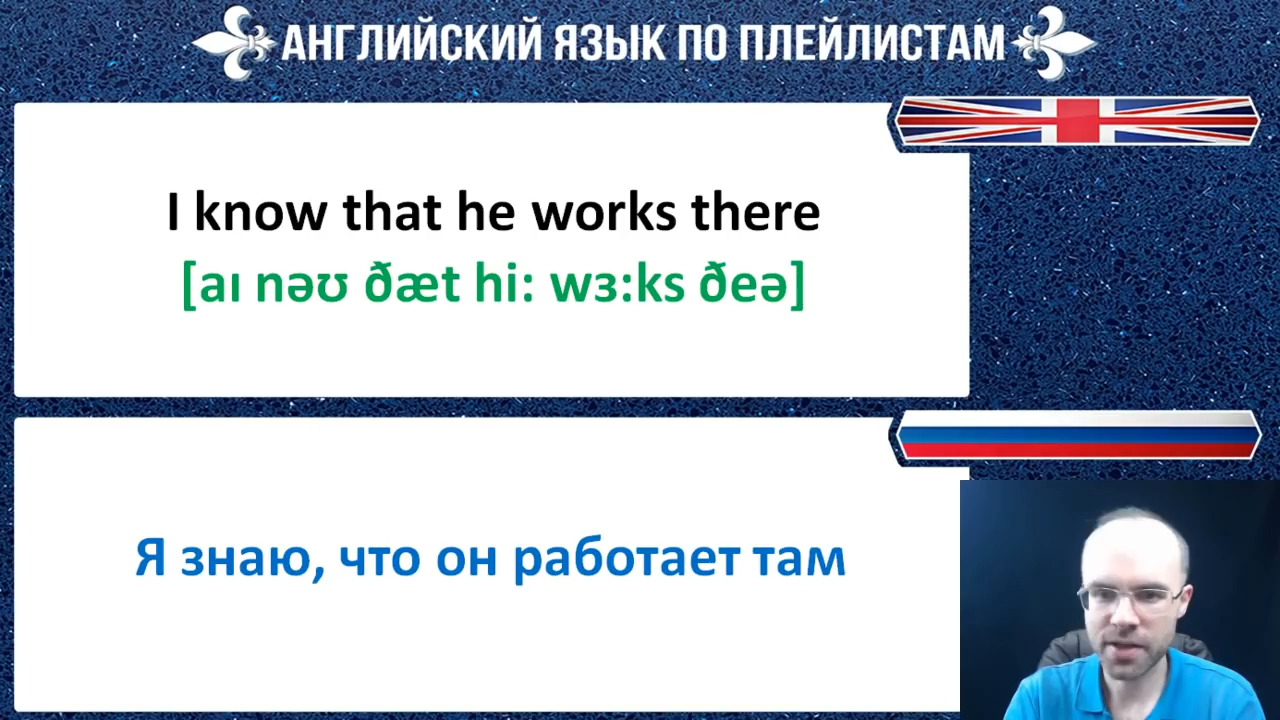 АНГЛИЙСКИЙ ЯЗЫК ПО ПЛЕЙЛИСТАМ
I know that he works there
[aɪ nəʊ ðæt hi: wɜ:ks ðeə]
Я знаю, что он работает там